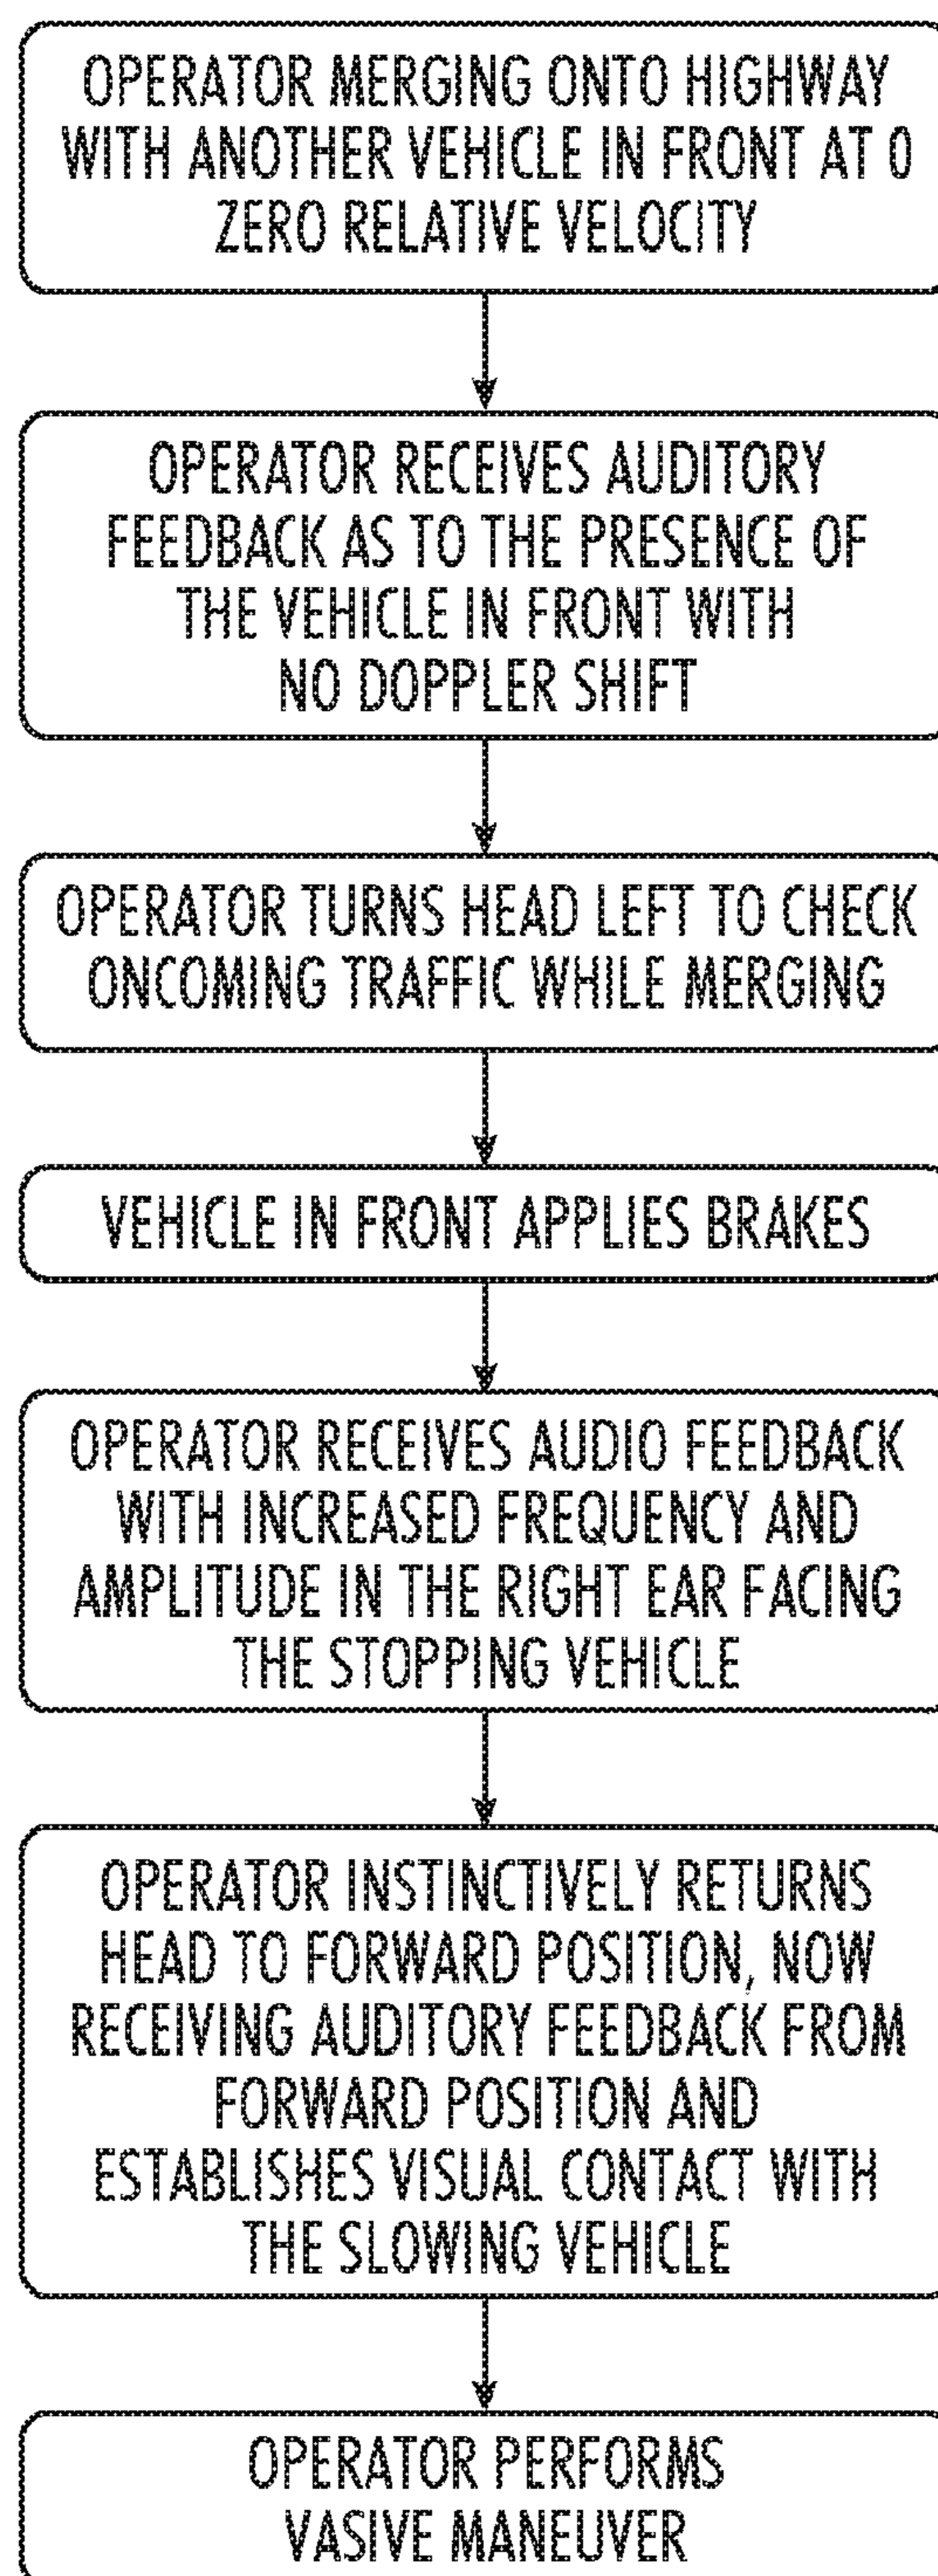 OPERATOR MERGING ONTO HIGHWAY
WITH ANOTHER VEHICLE IN FRONT AT 0
ZERO RELATIVE VELOCITY
OPERATOR RECEIVES AUDITORY
FEEDBACK AS TO THE PRESENCE OF
THE VEHICLE IN FRONT WITH
NO DOPPLER SHIFT
OPERATOR TURNS HEAD LEFT TO CHECK
ONCOMING TRAFFIC WHILE MERGING
VEHICLE IN FRONT APPLIES BRAKES
OPERATOR RECEIVES AUDIO FEEDBACK
WITH INCREASED FREQUENCY AND
AMPLITUDE IN THE RIGHT EAR FACING
THE STOPPING VEHICLE
OPERATOR INSTINCTIVELY RETURNS
HEAD TO FORWARD POSITION, NOW
RECEIVING AUDITORY FEEDBACK FROM
FORWARD POSITION AND
ESTABLISHES VISUAL CONTACT WITH
THE SLOWING VEHICLE
OPERATOR PERFORMS
VASIVE MANEUVER